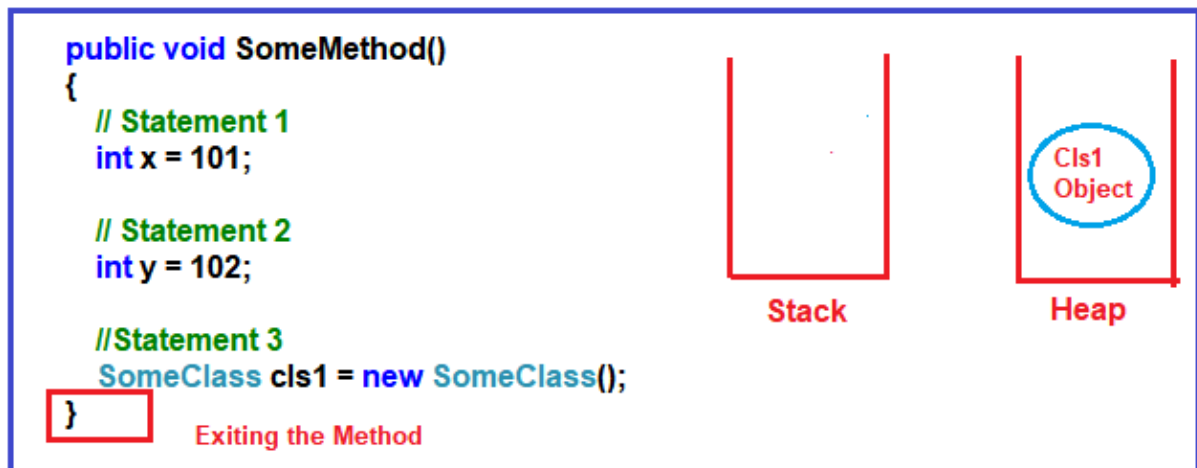 public void SomeMethod()
{
// Statement 1
int x = 101;
// Statement 2
int y = 102;
//Statement 3
SomeClass cls1 = new SomeClass();
}
Exiting the Method
Stack
Cls1
Object
Heap